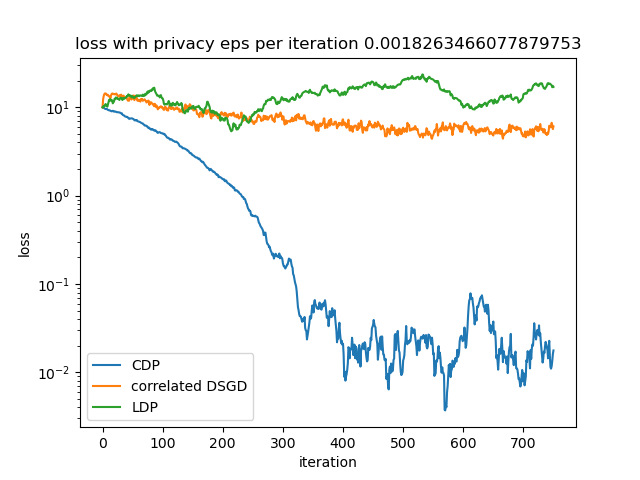 loss with privacy eps per iteration 0.0018263466077879753
loss
10¹
10⁰
10⁻¹
10⁻²
CDP
correlated DSGD
LDP
0 100 200 300 400 500 600 700
iteration